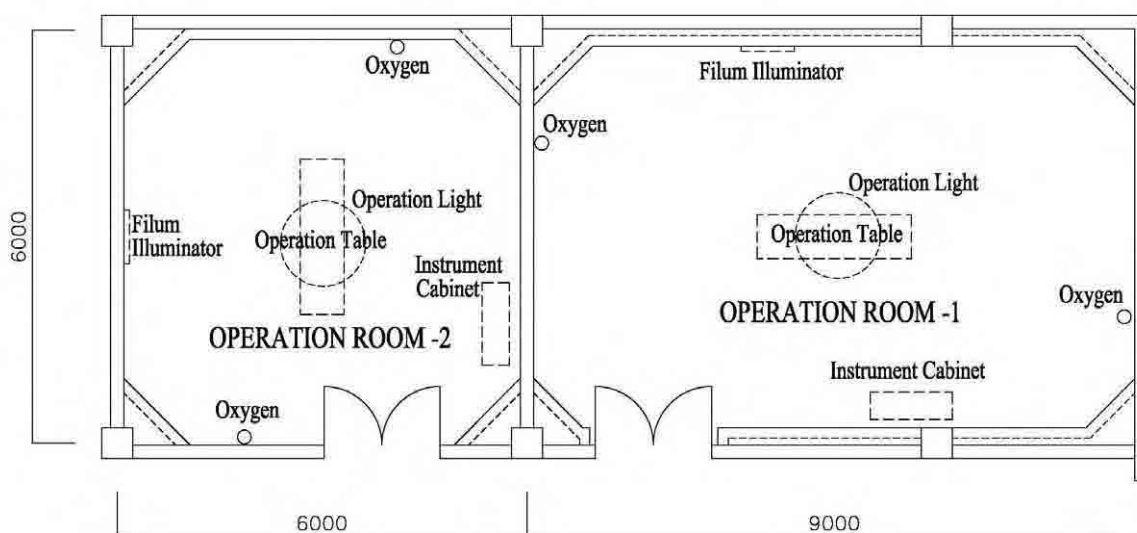 Oxygen
Filum Illuminator
Oxygen
Operation Light
Operation Light
Filum
Illuminator
Operation Table
Operation Table
6000
Instrument
Cabinet
Oxygen
OPERATION ROOM -1
OPERATION ROOM -2
Instrument Cabinet
Oxygen
6000
9000